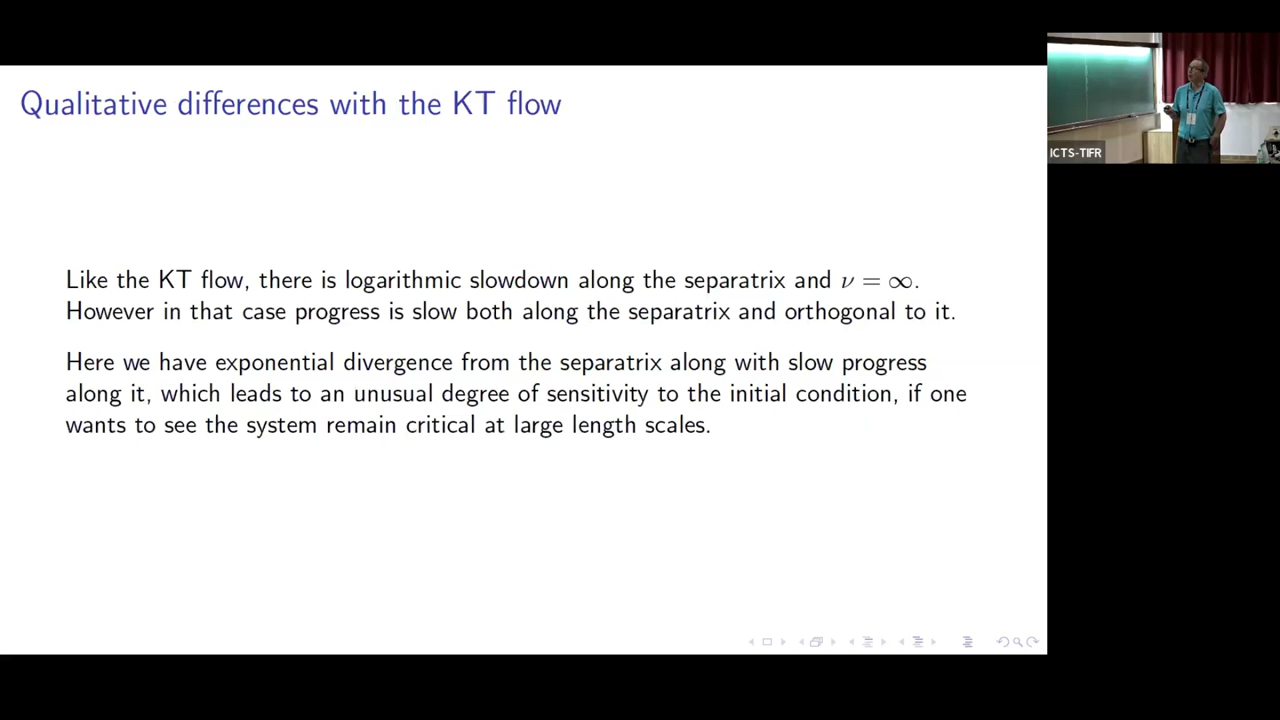 Qualitative differences with the KT flow
Like the KT flow, there is logarithmic slowdown along the separatrix and ν = ∞.
However in that case progress is slow both along the separatrix and orthogonal to it.
Here we have exponential divergence from the separatrix along with slow progress
along it, which leads to an unusual degree of sensitivity to the initial condition, if one
wants to see the system remain critical at large length scales.
ICTS-TIFR